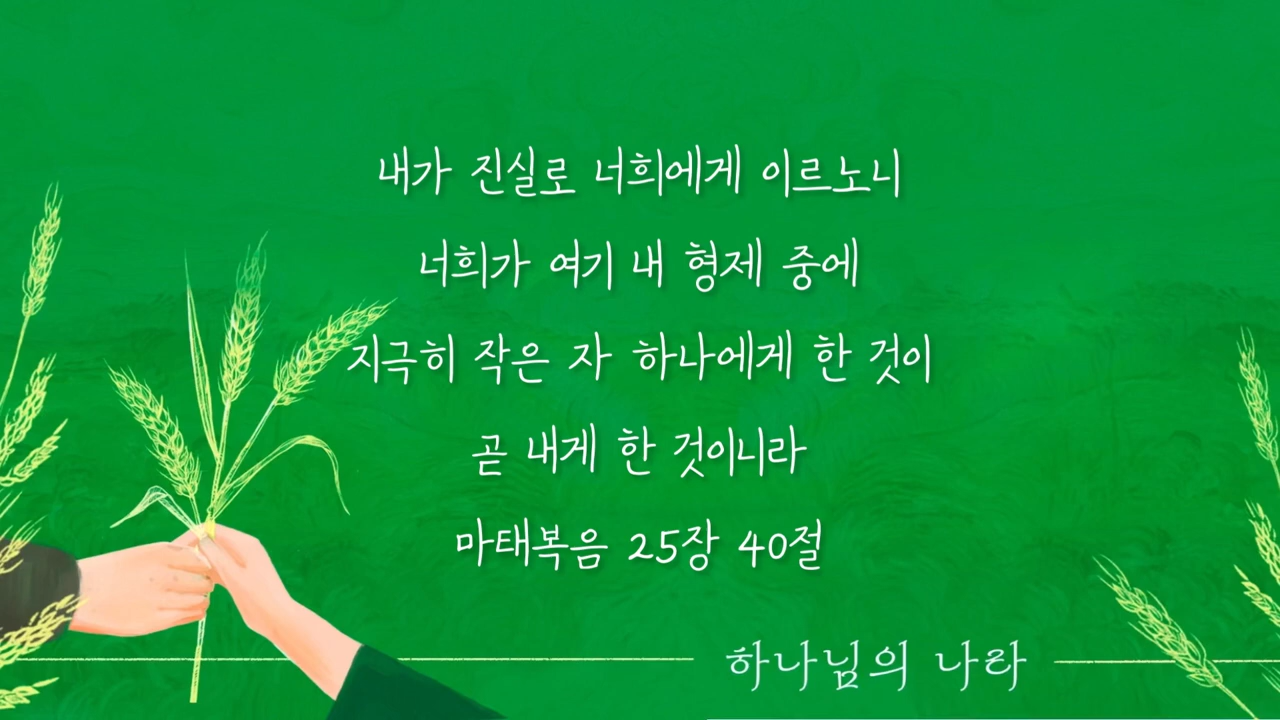 내가 진실로 너희에게 이르노니
너희가 여기 내 형제 중에
지극히 작은 자 하나에게 한 것이
곧 내게 한 것이니라
마태복음 25장 40절
하나님의 나라